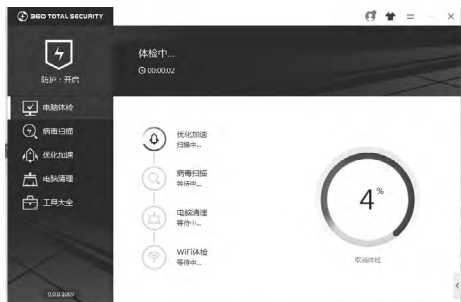 360 TOTAL SECURITY
防护：开启
电脑体检
病毒扫描
优化加速
电脑清理
工具大全
体检中...
00:00:02
优化加速
扫描中...
病毒扫描
等待中...
电脑清理
等待中...
WiFi体检
等待中...
4%
取消体检